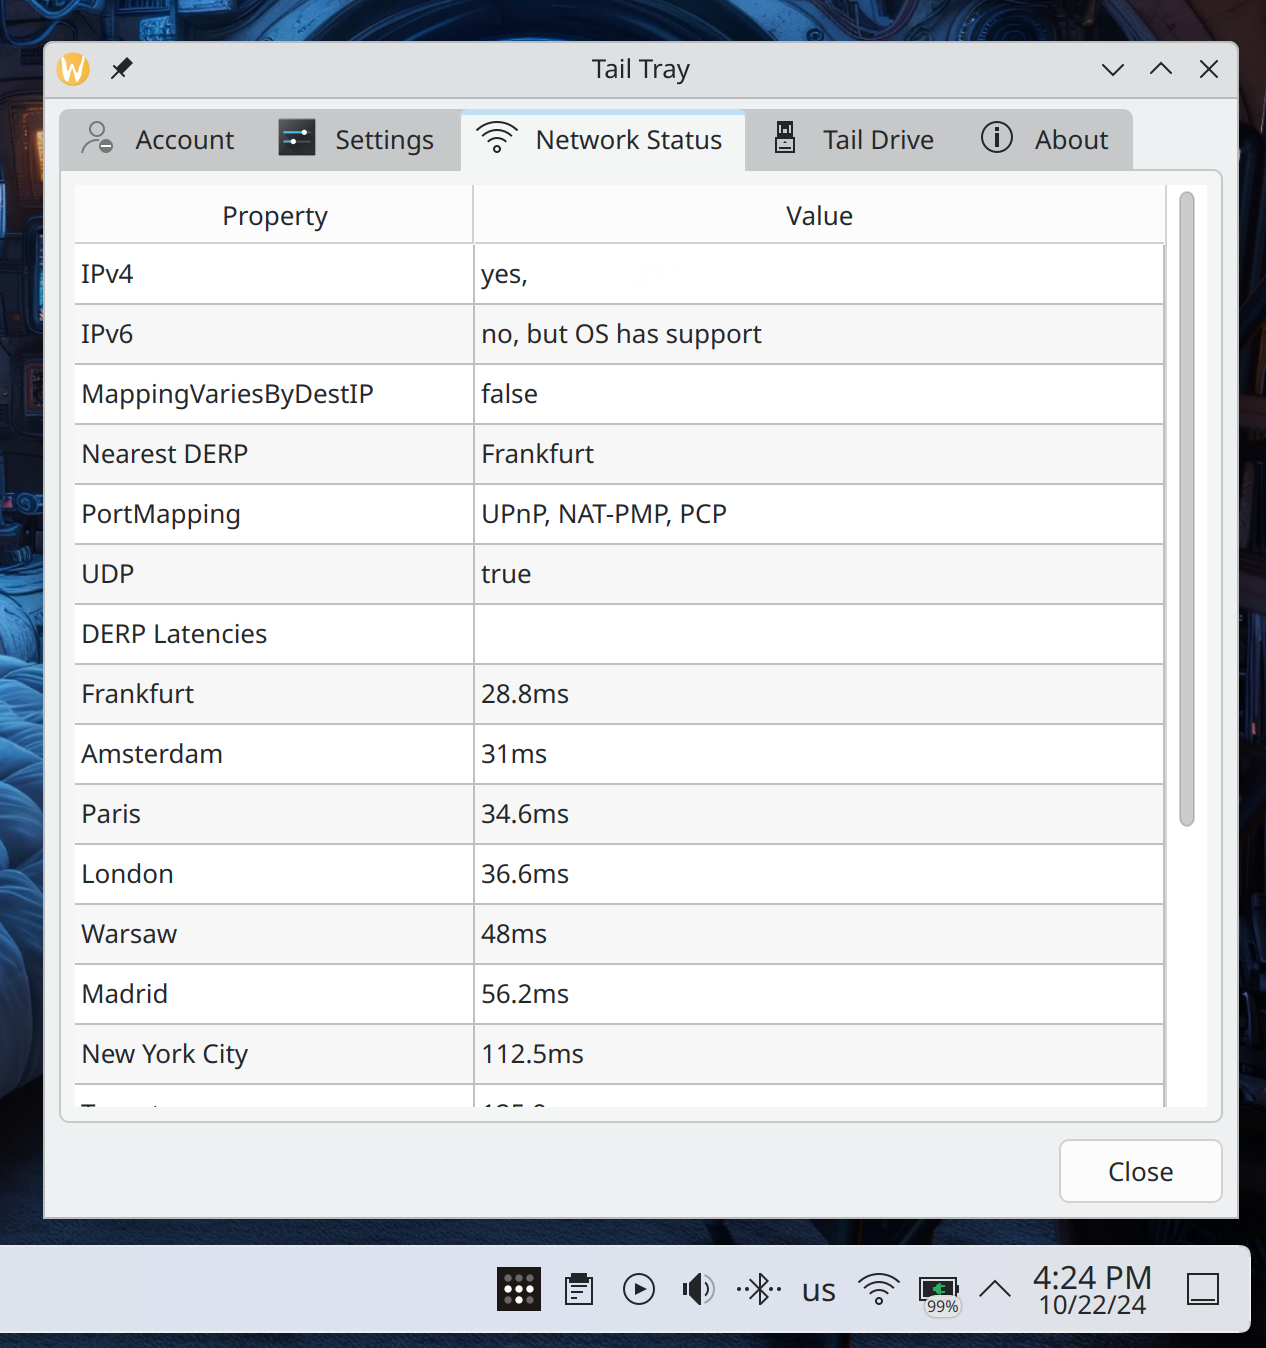 Tail Tray
Account Settings Network Status Tail Drive About
Property Value
IPv4 yes,
IPv6 no, but OS has support
MappingVariesByDestIP false
Nearest DERP Frankfurt
PortMapping UPnP, NAT-PMP, PCP
UDP true
DERP Latencies
Frankfurt 28.8ms
Amsterdam 31ms
Paris 34.6ms
London 36.6ms
Warsaw 48ms
Madrid 56.2ms
New York City 112.5ms
Close
us 99% 4:24 PM
10/22/24